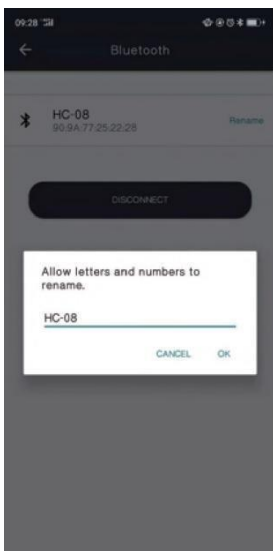 09:28
Bluetooth
HC-08
90:9A:77:25:22:28
Rename
DISCONNECT
Allow letters and numbers to
rename.
HC-08
CANCEL
OK